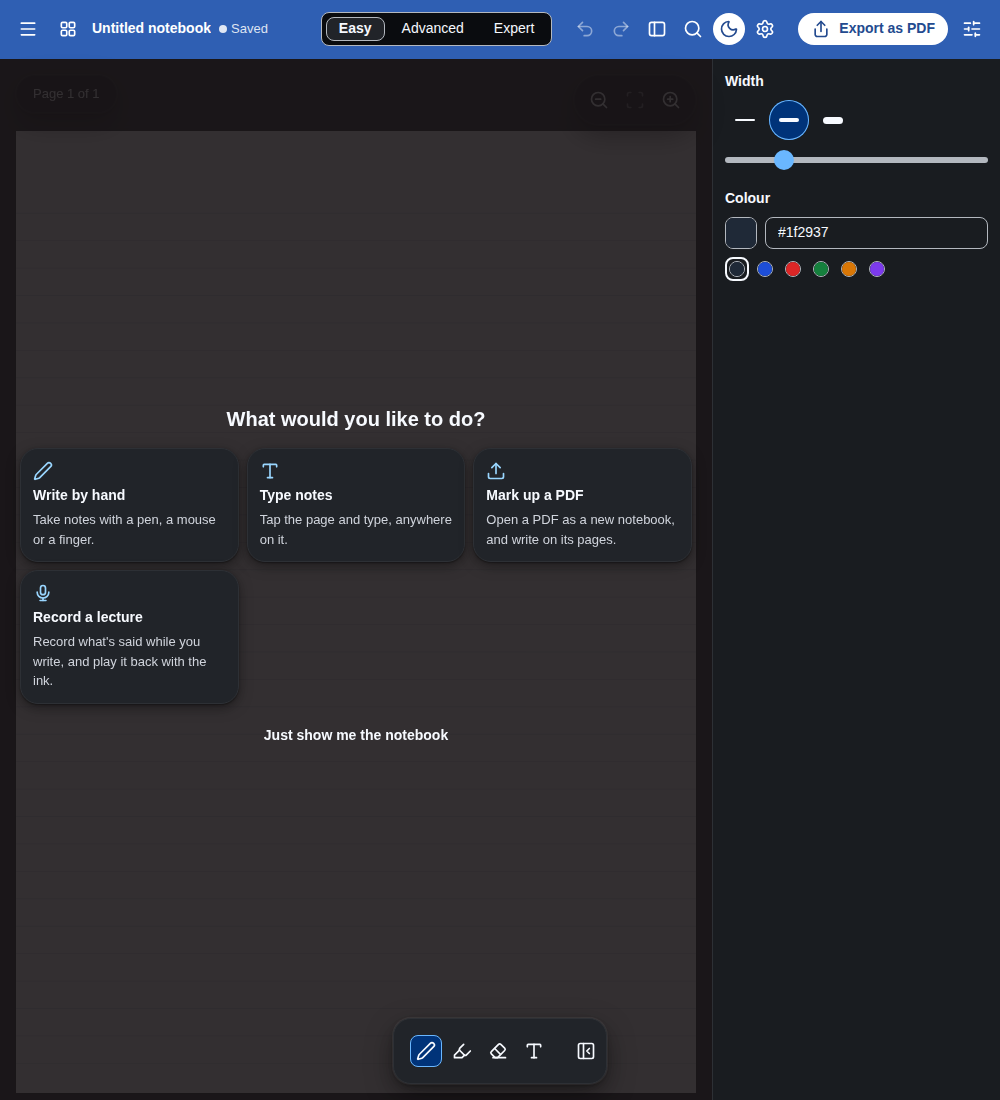 Untitled notebook
Saved
Easy
Advanced
Expert
Export as PDF
Page 1 of 1
Width
Colour
#1f2937
What would you like to do?
Write by hand
Take notes with a pen, a mouse
or a finger.
Type notes
Tap the page and type, anywhere
on it.
Mark up a PDF
Open a PDF as a new notebook,
and write on its pages.
Record a lecture
Record what's said while you
write, and play it back with the
ink.
Just show me the notebook